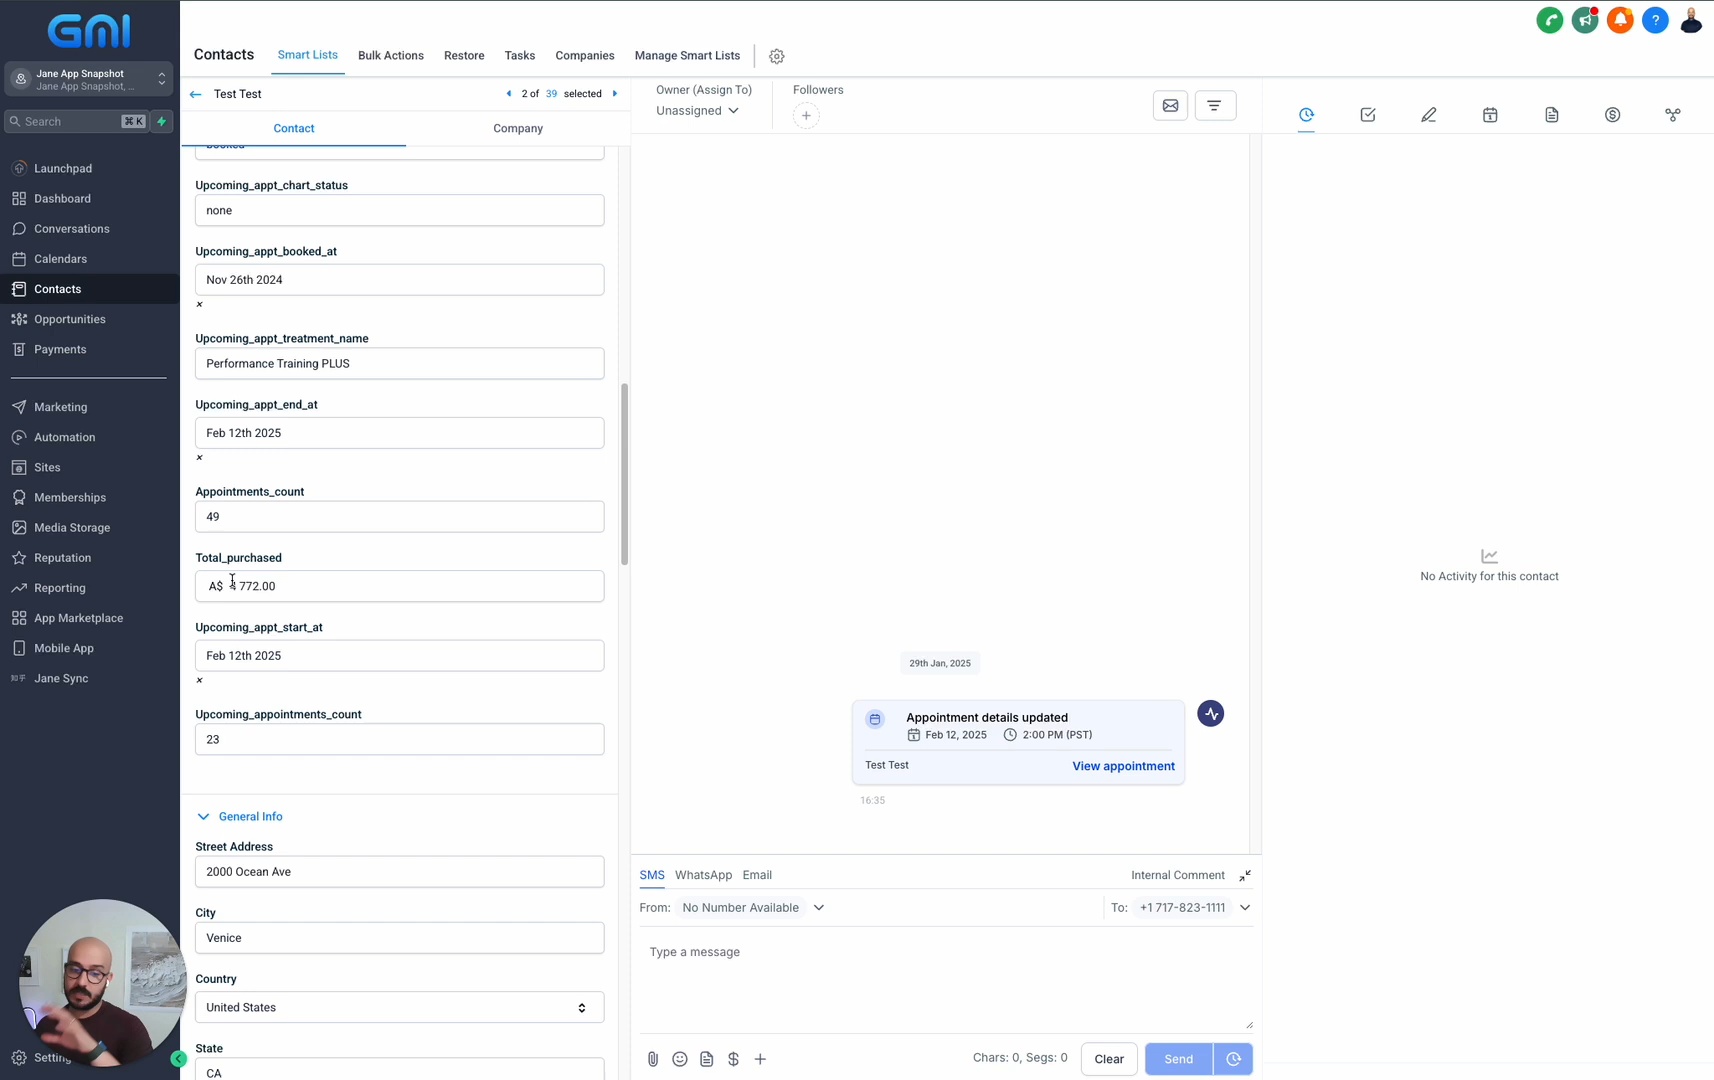 GMI
Jane App Snapshot
Jane App Snapshot, ...
Search
⌘ K
Launchpad
Dashboard
Conversations
Calendars
Contacts
Opportunities
Payments
Marketing
Automation
Sites
Memberships
Media Storage
Reputation
Reporting
App Marketplace
Mobile App
Jane Sync
Contacts
Smart Lists
Bulk Actions
Restore
Tasks
Companies
Manage Smart Lists
Test Test
2 of 39 selected
Contact
Company
Upcoming_appt_chart_status
none
Upcoming_appt_booked_at
Nov 26th 2024
Upcoming_appt_treatment_name
Performance Training PLUS
Upcoming_appt_end_at
Feb 12th 2025
Appointments_count
49
Total_purchased
A$ 772.00
Upcoming_appt_start_at
Feb 12th 2025
Upcoming_appointments_count
23
General Info
Street Address
2000 Ocean Ave
City
Venice
Country
United States
State
CA
Owner (Assign To)
Unassigned
Followers
29th Jan, 2025
Appointment details updated
Feb 12, 2025 2:00 PM (PST)
Test Test
View appointment
16:35
SMS WhatsApp Email
Internal Comment
From: No Number Available
To: +1 717-823-1111
Type a message
Chars: 0, Segs: 0
Clear
Send
No Activity for this contact